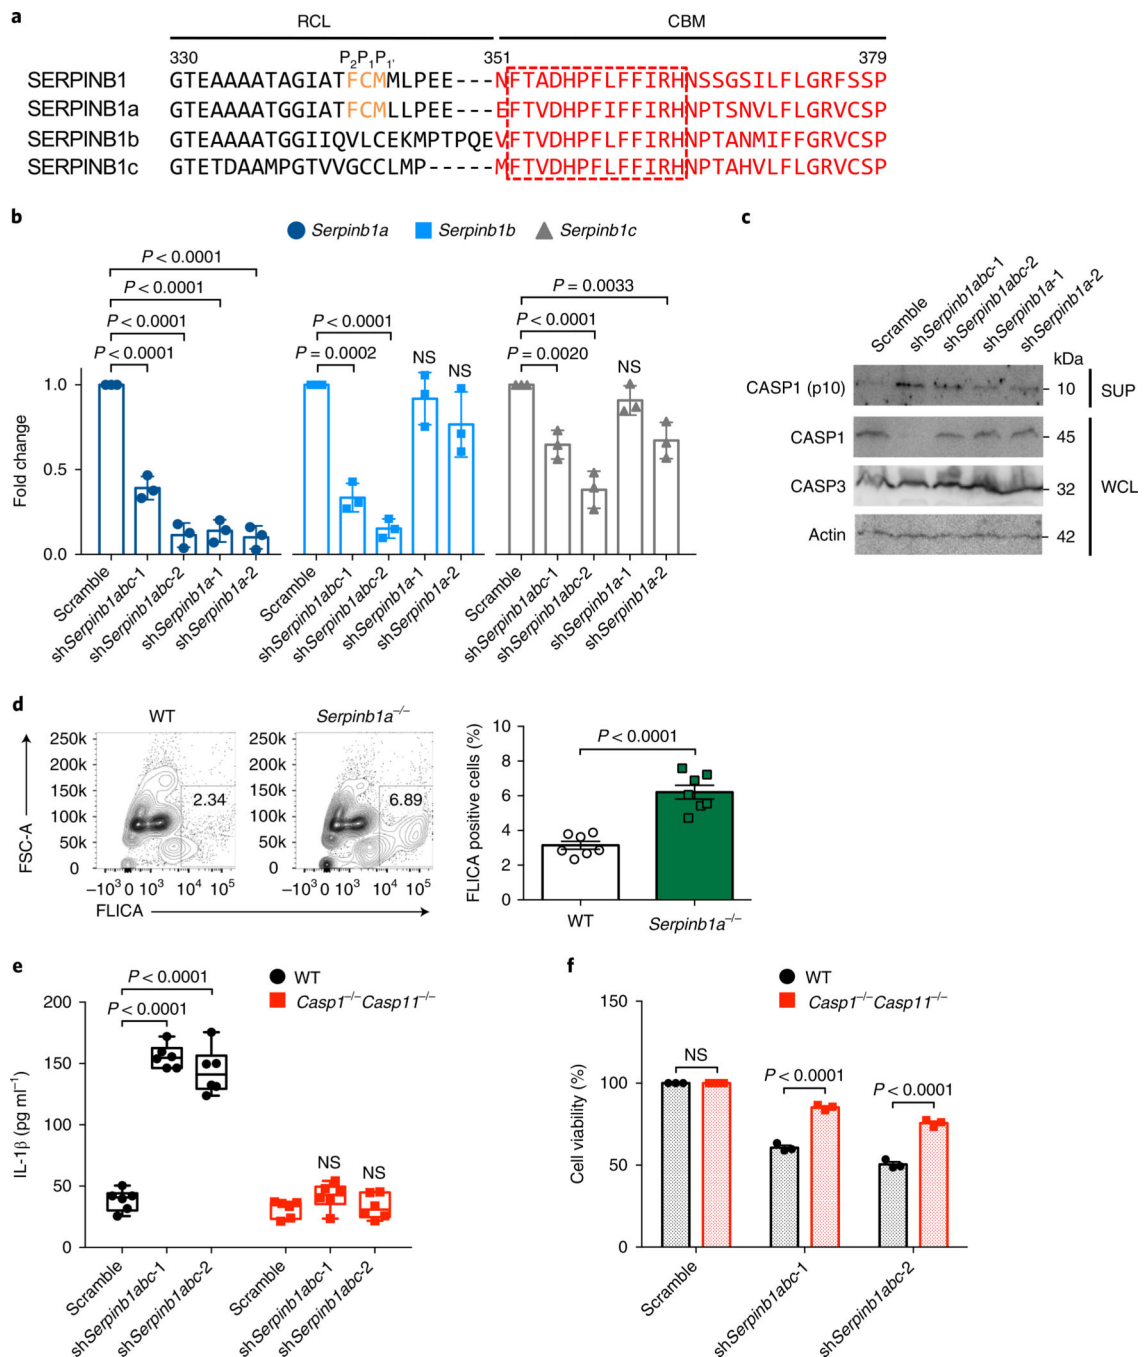 a
RCL CBM
330 P2P1P1' 351 379
SERPINB1 GTEAAAATAGIATFCMMLPEE---NFTADHPFLFFIRHNSSGSILFLGRFSSP
SERPINB1a GTEAAAATGGIATFCMLLPEE---EFTVDHPFIFFIRHNPTSNVLFLGRVCSP
SERPINB1b GTEAAAATGGIIQVLCEKMPTPQEVFTVDHPFLFFIRHNPTANMIFFGRVCSP
SERPINB1c GTETDAAMPGTVVGCCLMP-----MFTVDHPFLFFIRHNPTAHVLFLGRVCSP
b
Serpinb1a Serpinb1b Serpinb1c
P < 0.0001
P < 0.0001
P < 0.0001
P < 0.0001
P < 0.0001
P = 0.0002
NS
NS
P = 0.0033
P < 0.0001
P = 0.0020
NS
Fold change
1.0
0.5
0.0
Scramble
shSerpinb1abc-1
shSerpinb1abc-2
shSerpinb1a-1
shSerpinb1a-2
Scramble
shSerpinb1abc-1
shSerpinb1abc-2
shSerpinb1a-1
shSerpinb1a-2
Scramble
shSerpinb1abc-1
shSerpinb1abc-2
shSerpinb1a-1
shSerpinb1a-2
c
Scramble
shSerpinb1abc-1
shSerpinb1abc-2
shSerpinb1a-1
shSerpinb1a-2
kDa
CASP1 (p10) 10 SUP
CASP1 45
CASP3 32 WCL
Actin 42
d
WT Serpinb1a−/−
FSC-A
250k
200k
150k
100k
50k
0
2.34
−10³ 0 10³ 10⁴ 10⁵
250k
200k
150k
100k
50k
0
6.89
−10³ 0 10³ 10⁴ 10⁵
FLICA
FLICA positive cells (%)
10
8
6
4
2
0
P < 0.0001
WT Serpinb1a−/−
e
WT
Casp1−/−Casp11−/−
P < 0.0001
P < 0.0001
NS
NS
IL-1β (pg ml−1)
200
150
100
50
0
Scramble
shSerpinb1abc-1
shSerpinb1abc-2
Scramble
shSerpinb1abc-1
shSerpinb1abc-2
f
WT
Casp1−/−Casp11−/−
NS
P < 0.0001
P < 0.0001
Cell viability (%)
150
100
50
0
Scramble
shSerpinb1abc-1
shSerpinb1abc-2